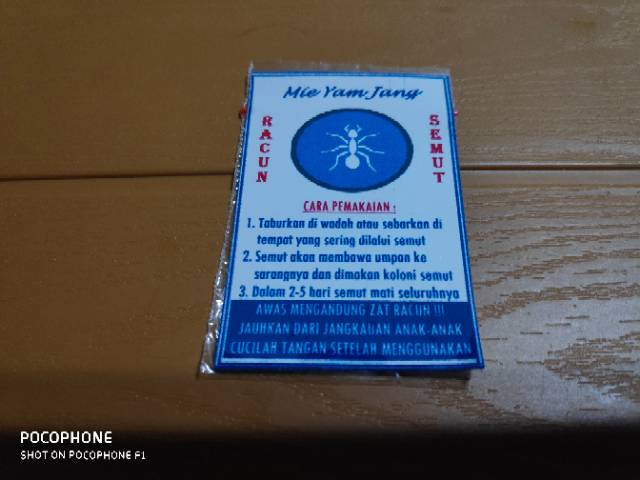 Mie Yam Jang
RACUN
SEMUT
CARA PEMAKAIAN :
1. Taburkan di wadah atau sebarkan di
tempat yang sering dilalui semut
2. Semut akan membawa umpan ke
sarangnya dan dimakan koloni semut
3. Dalam 2-5 hari semut mati seluruhnya
AWAS MENGANDUNG ZAT RACUN !!!
JAUHKAN DARI JANGKAUAN ANAK-ANAK
CUCILAH TANGAN SETELAH MENGGUNAKAN
POCOPHONE
SHOT ON POCOPHONE F1